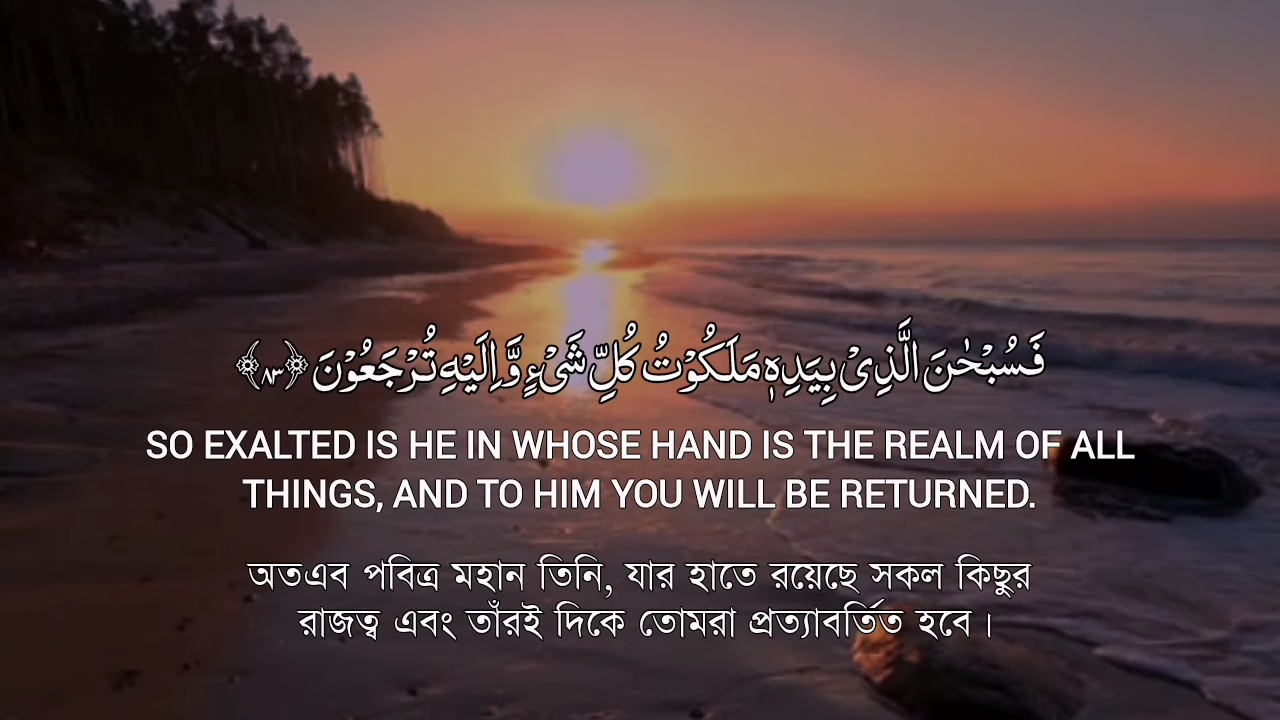 فَسُبْحٰنَ الَّذِیْ بِیَدِهٖ مَلَكُوْتُ كُلِّ شَیْءٍ وَّاِلَیْهِ تُرْجَعُوْنَ ﴿۸۳﴾
SO EXALTED IS HE IN WHOSE HAND IS THE REALM OF ALL
THINGS, AND TO HIM YOU WILL BE RETURNED.
অতএব পবিত্র মহান তিনি, যার হাতে রয়েছে সকল কিছুর
রাজত্ব এবং তাঁরই দিকে তোমরা প্রত্যাবর্তিত হবে।